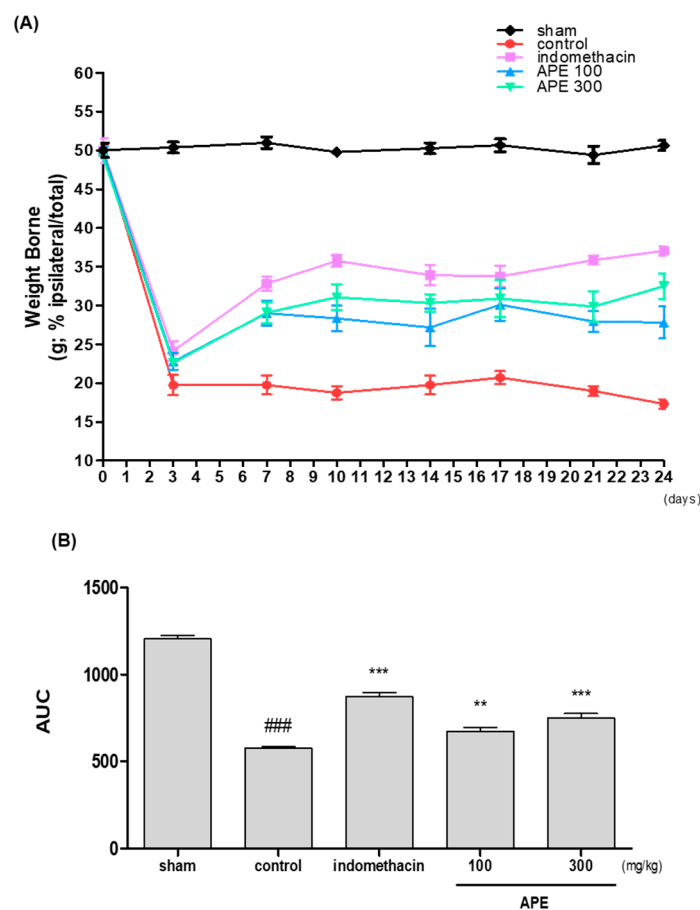 (A)
sham
control
indomethacin
APE 100
APE 300
Weight Borne
(g; % ipsilateral/total)
60
55
50
45
40
35
30
25
20
15
10
0 1 2 3 4 5 6 7 8 9 10 11 12 13 14 15 16 17 18 19 20 21 22 23 24
(days)
(B)
AUC
1500
1000
500
0
###
***
**
***
sham control indomethacin 100 300 (mg/kg)
APE